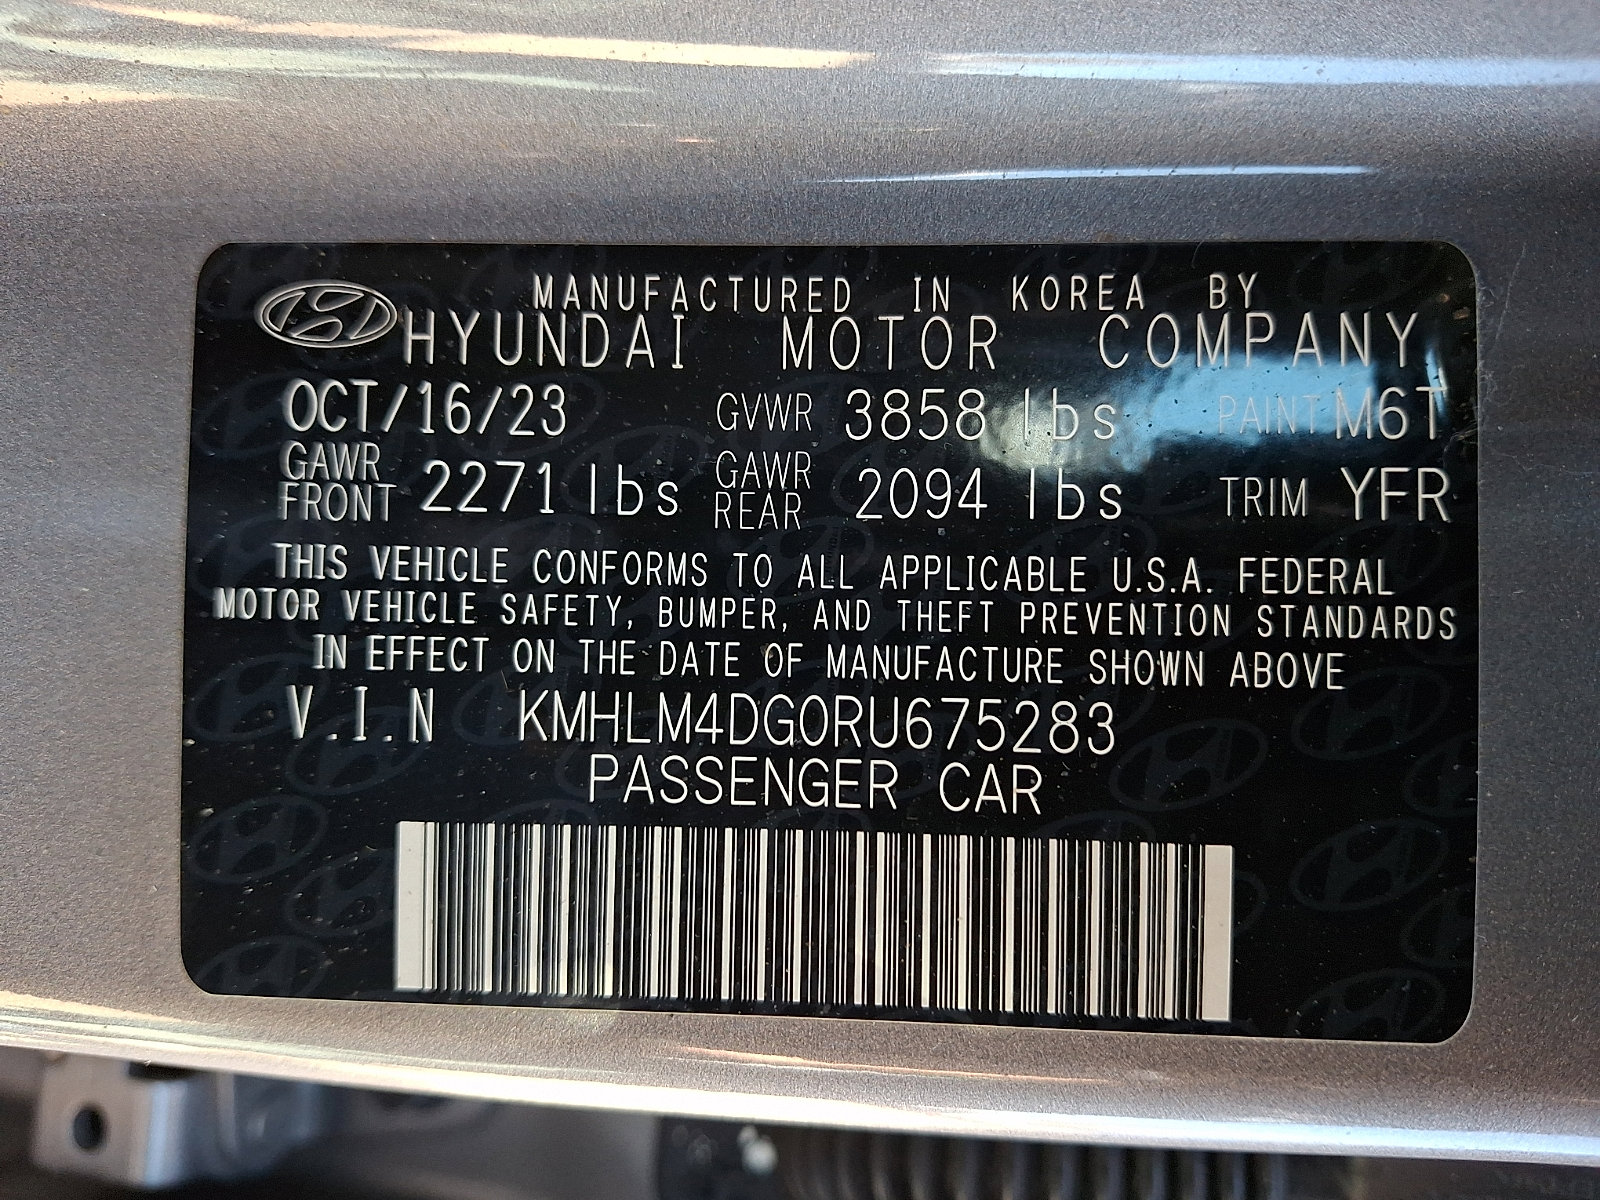 MANUFACTURED IN KOREA BY
HYUNDAI MOTOR COMPANY
OCT/16/23 GVWR 3858 lbs PAINT M6T
GAWR FRONT 2271 lbs GAWR REAR 2094 lbs TRIM YFR
THIS VEHICLE CONFORMS TO ALL APPLICABLE U.S.A. FEDERAL
MOTOR VEHICLE SAFETY, BUMPER, AND THEFT PREVENTION STANDARDS
IN EFFECT ON THE DATE OF MANUFACTURE SHOWN ABOVE
V.I.N KMHLM4DG0RU675283
PASSENGER CAR